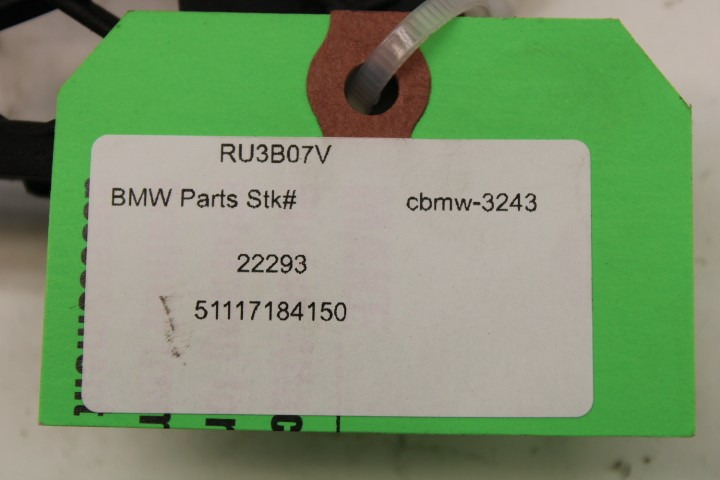 RU3B07V
BMW Parts Stk# cbmw-3243
22293
51117184150